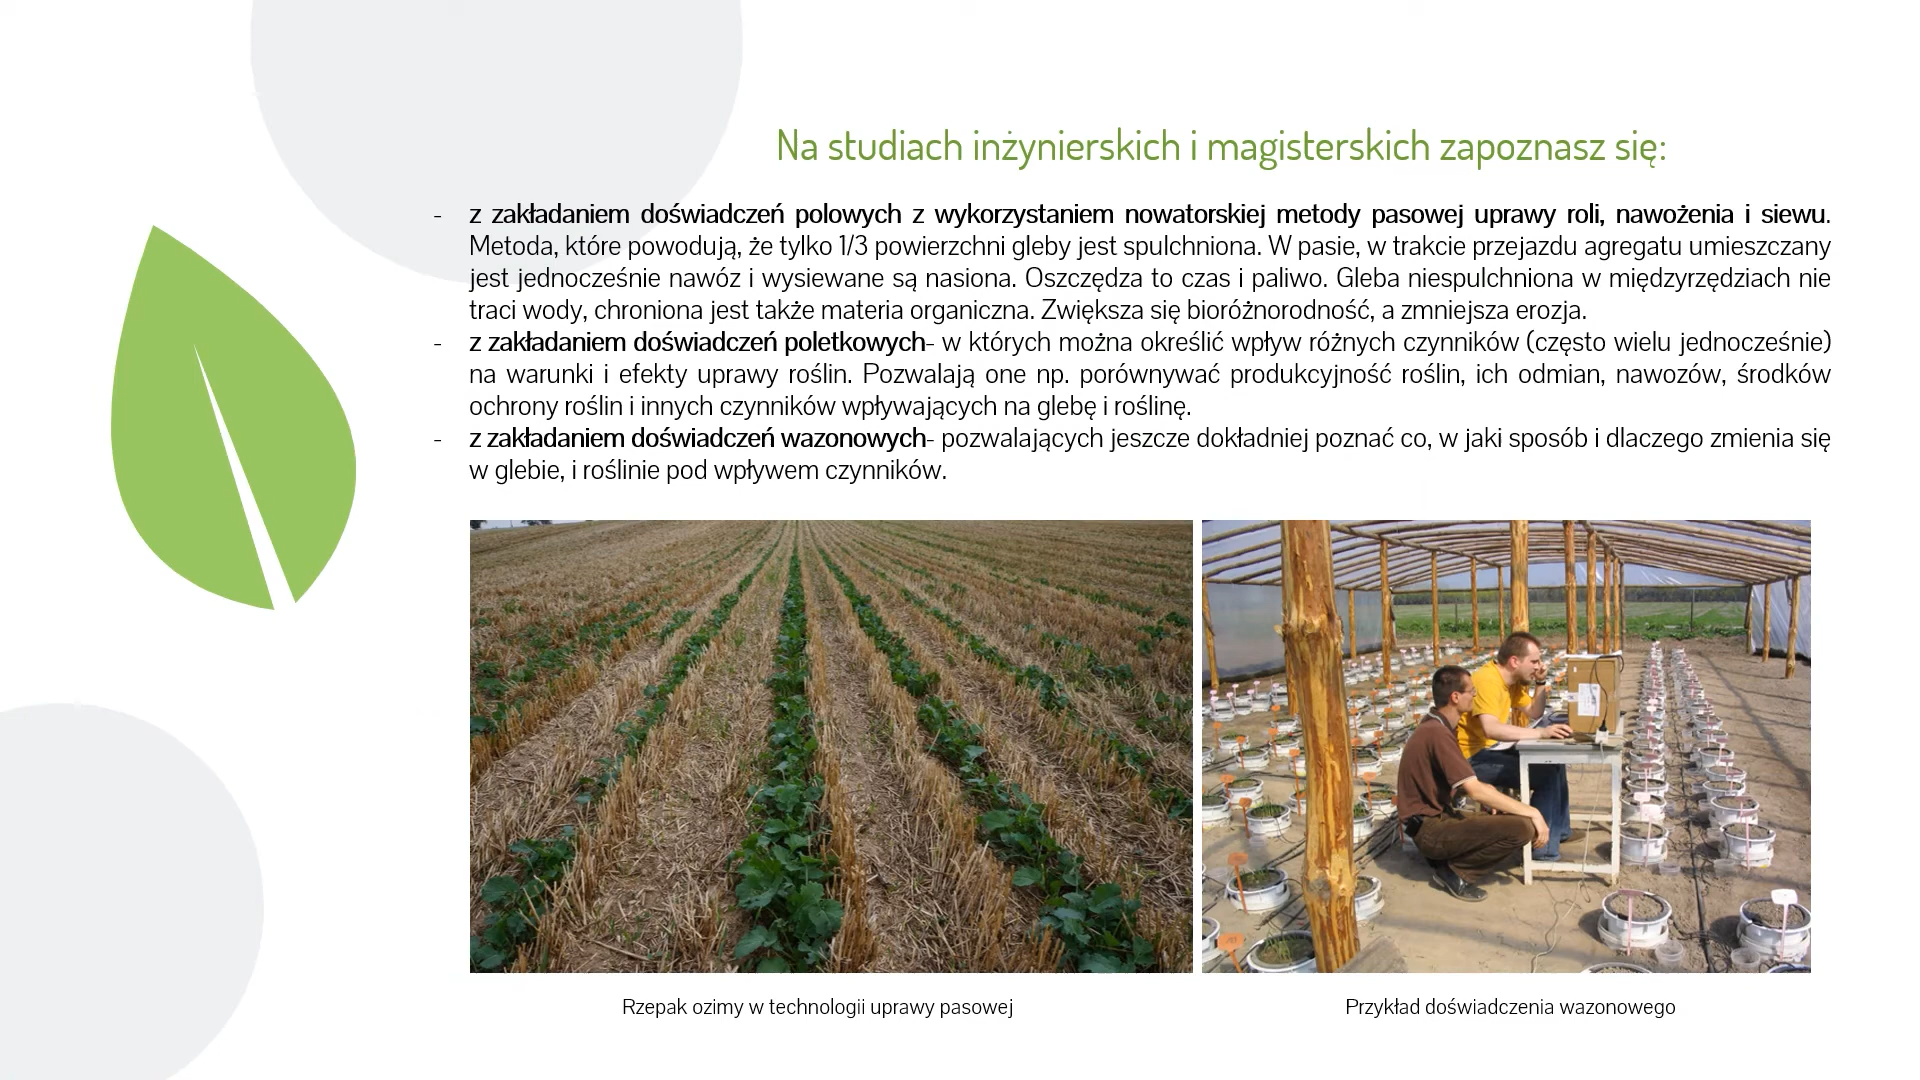 Na studiach inżynierskich i magisterskich zapoznasz się:
- z zakładaniem doświadczeń polowych z wykorzystaniem nowatorskiej metody pasowej uprawy roli, nawożenia i siewu.
Metoda, które powodują, że tylko 1/3 powierzchni gleby jest spulchniona. W pasie, w trakcie przejazdu agregatu umieszczany
jest jednocześnie nawóz i wysiewane są nasiona. Oszczędza to czas i paliwo. Gleba niespulchniona w międzyrzędziach nie
traci wody, chroniona jest także materia organiczna. Zwiększa się bioróżnorodność, a zmniejsza erozja.
- z zakładaniem doświadczeń poletkowych- w których można określić wpływ różnych czynników (często wielu jednocześnie)
na warunki i efekty uprawy roślin. Pozwalają one np. porównywać produkcyjność roślin, ich odmian, nawozów, środków
ochrony roślin i innych czynników wpływających na glebę i roślinę.
- z zakładaniem doświadczeń wazonowych- pozwalających jeszcze dokładniej poznać co, w jaki sposób i dlaczego zmienia się
w glebie, i roślinie pod wpływem czynników.
Rzepak ozimy w technologii uprawy pasowej
Przykład doświadczenia wazonowego